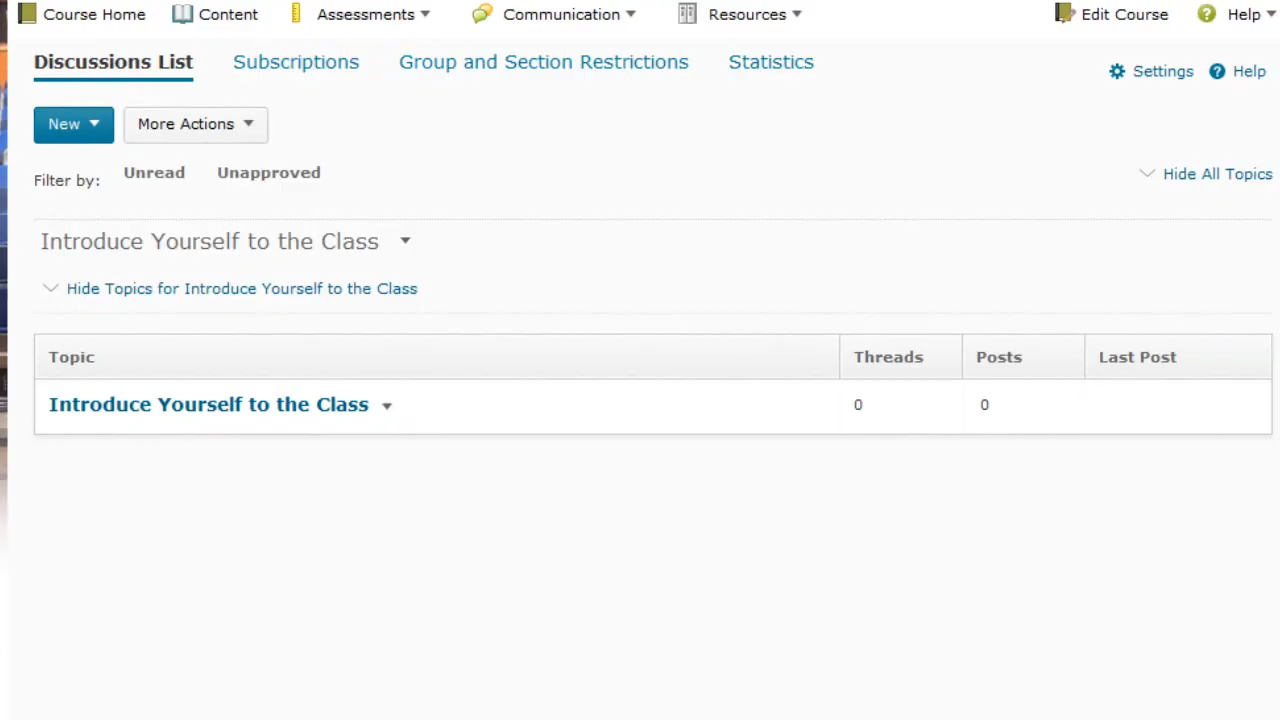 Course Home Content Assessments Communication Resources Edit Course Help
Discussions List Subscriptions Group and Section Restrictions Statistics Settings Help
New More Actions
Filter by: Unread Unapproved Hide All Topics
Introduce Yourself to the Class
Hide Topics for Introduce Yourself to the Class
Topic Threads Posts Last Post
Introduce Yourself to the Class 0 0